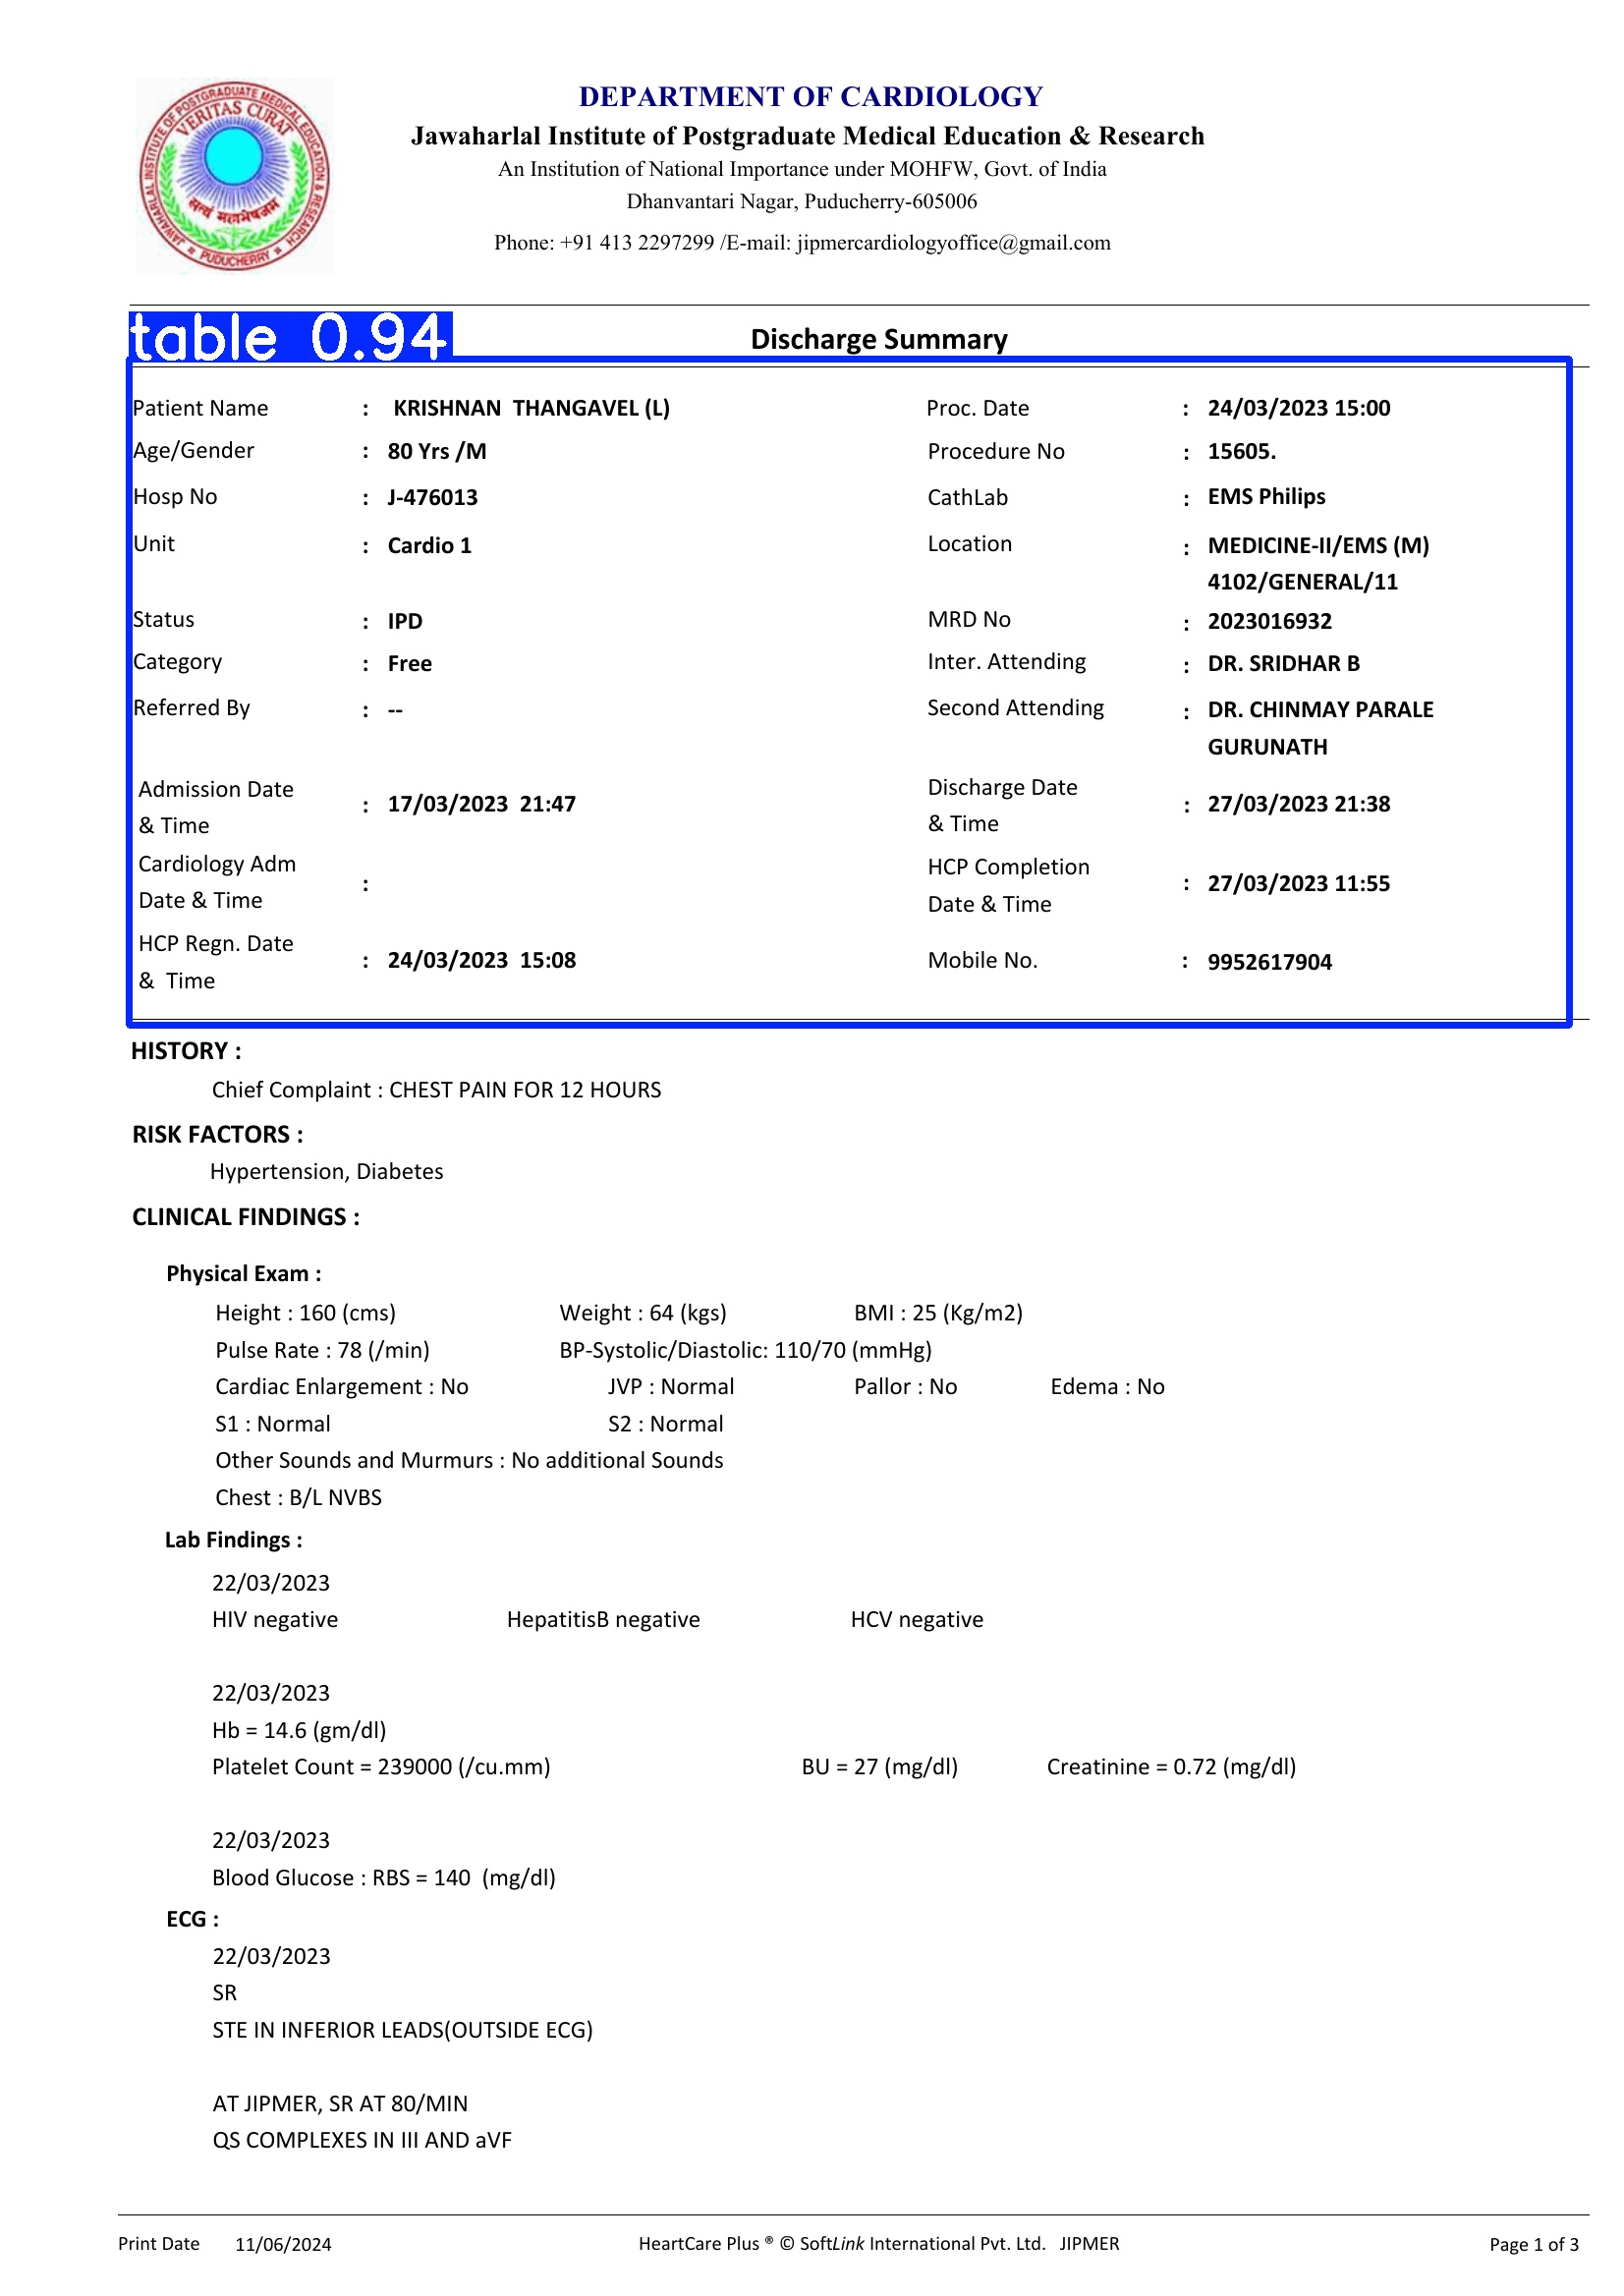 JAWAHARLAL INSTITUTE OF POSTGRADUATE MEDICAL EDUCATION & RESEARCH
VERITAS CURAT
PUDUCHERRY
DEPARTMENT OF CARDIOLOGY
Jawaharlal Institute of Postgraduate Medical Education & Research
An Institution of National Importance under MOHFW, Govt. of India
Dhanvantari Nagar, Puducherry-605006
Phone: +91 413 2297299 /E-mail: jipmercardiologyoffice@gmail.com
table 0.94
Discharge Summary
Patient Name : KRISHNAN THANGAVEL (L) Proc. Date : 24/03/2023 15:00
Age/Gender : 80 Yrs /M Procedure No : 15605.
Hosp No : J-476013 CathLab : EMS Philips
Unit : Cardio 1 Location : MEDICINE-II/EMS (M)
4102/GENERAL/11
Status : IPD MRD No : 2023016932
Category : Free Inter. Attending : DR. SRIDHAR B
Referred By : -- Second Attending : DR. CHINMAY PARALE
GURUNATH
Admission Date
& Time : 17/03/2023 21:47 Discharge Date
& Time : 27/03/2023 21:38
Cardiology Adm
Date & Time : HCP Completion
Date & Time : 27/03/2023 11:55
HCP Regn. Date
& Time : 24/03/2023 15:08 Mobile No. : 9952617904
HISTORY :
Chief Complaint : CHEST PAIN FOR 12 HOURS
RISK FACTORS :
Hypertension, Diabetes
CLINICAL FINDINGS :
Physical Exam :
Height : 160 (cms) Weight : 64 (kgs) BMI : 25 (Kg/m2)
Pulse Rate : 78 (/min) BP-Systolic/Diastolic: 110/70 (mmHg)
Cardiac Enlargement : No JVP : Normal Pallor : No Edema : No
S1 : Normal S2 : Normal
Other Sounds and Murmurs : No additional Sounds
Chest : B/L NVBS
Lab Findings :
22/03/2023
HIV negative HepatitisB negative HCV negative
22/03/2023
Hb = 14.6 (gm/dl)
Platelet Count = 239000 (/cu.mm) BU = 27 (mg/dl) Creatinine = 0.72 (mg/dl)
22/03/2023
Blood Glucose : RBS = 140 (mg/dl)
ECG :
22/03/2023
SR
STE IN INFERIOR LEADS(OUTSIDE ECG)
AT JIPMER, SR AT 80/MIN
QS COMPLEXES IN III AND aVF
Print Date 11/06/2024 HeartCare Plus ® © SoftLink International Pvt. Ltd. JIPMER Page 1 of 3